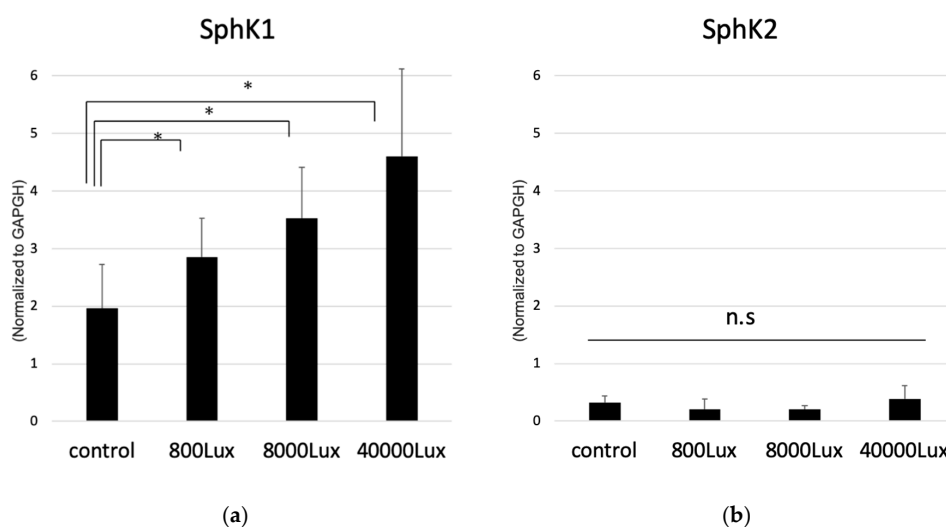 SphK1
6
5
4
3
2
1
0
(Normalized to GAPGH)
*
*
*
control 800Lux 8000Lux 40000Lux
(a)
SphK2
6
5
4
3
2
1
0
(Normalized to GAPGH)
n.s
control 800Lux 8000Lux 40000Lux
(b)